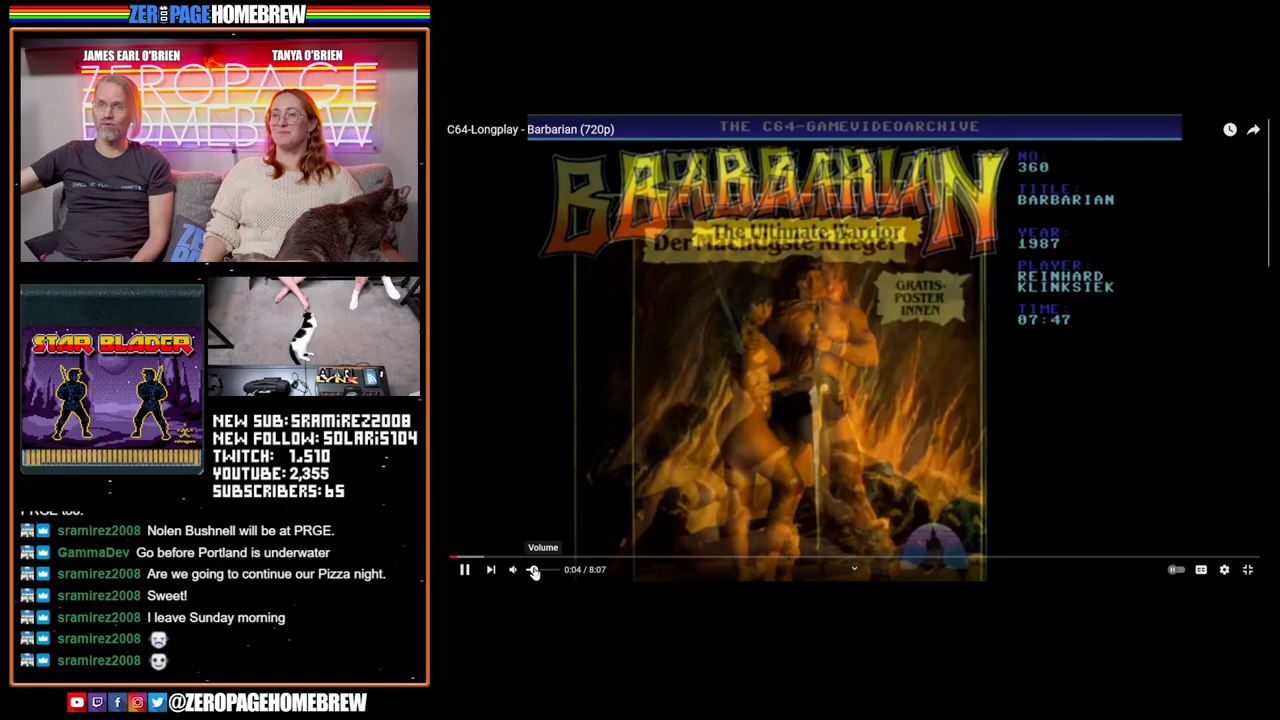 ZEROPAGEHOMEBREW
JAMES EARL O'BRIEN
TANYA O'BRIEN
ZEROPAGE
HOMEBREW
STAR BLADER
ATARI
LYNX
NEW SUB: SRAMIREZ2008
NEW FOLLOW: SOLARIS104
TWITCH: 1,510
YOUTUBE: 2,355
SUBSCRIBERS: 65
sramirez2008 Nolen Bushnell will be at PRGE.
GammaDev Go before Portland is underwater
sramirez2008 Are we going to continue our Pizza night.
sramirez2008 Sweet!
sramirez2008 I leave Sunday morning
sramirez2008
sramirez2008
@ZEROPAGEHOMEBREW
C64-Longplay - Barbarian (720p)
THE C64-GAMEVIDEOARCHIVE
BARBARIAN
The Ultimate Warrior
Der Mächtigste Krieger
GRATIS-
POSTER
INNEN
NO:
360
TITLE:
BARBARIAN
YEAR:
1987
PLAYER:
REINHARD
KLINKSIEK
TIME:
07:47
Volume
0:04 / 8:07